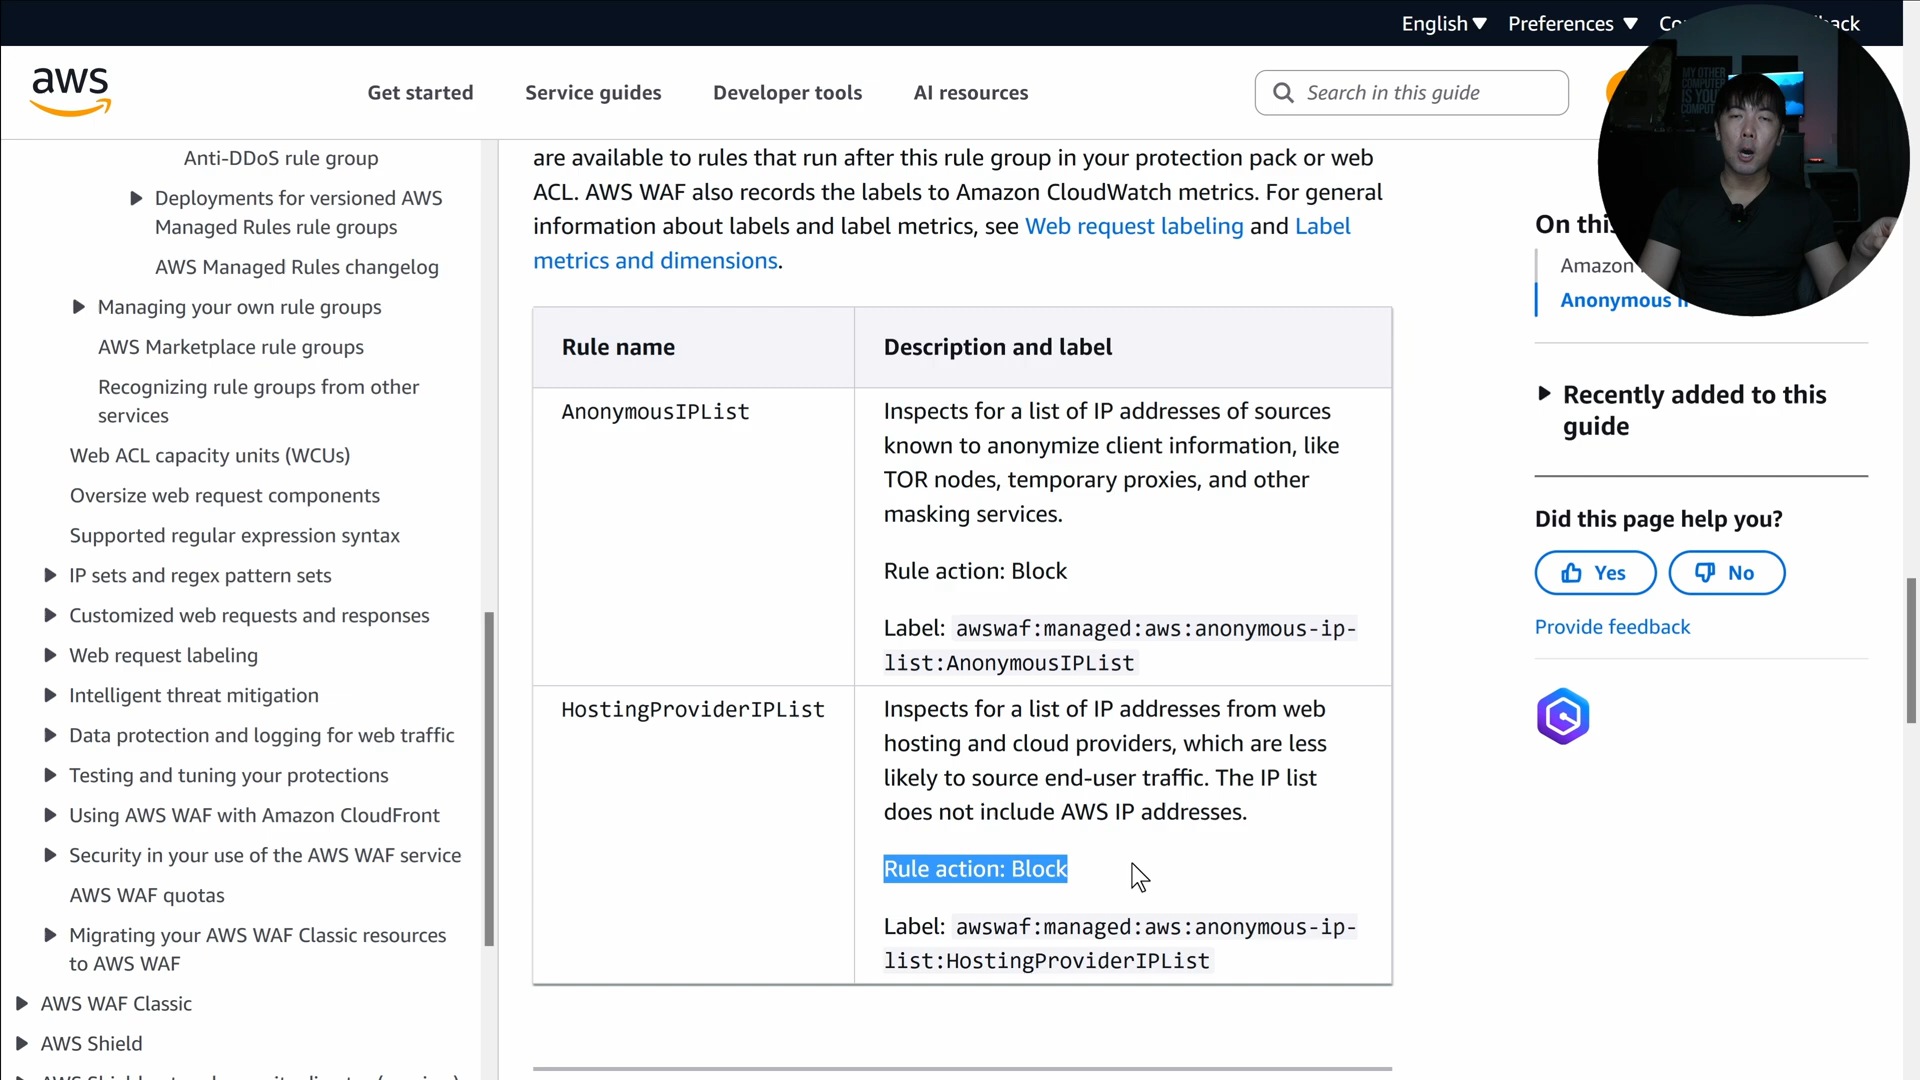 English
Preferences
aws
Get started
Service guides
Developer tools
AI resources
Search in this guide
MY OTHER
COMPUTER
IS YOUR
COMPUTER
Anti-DDoS rule group
Deployments for versioned AWS
Managed Rules rule groups
AWS Managed Rules changelog
Managing your own rule groups
AWS Marketplace rule groups
Recognizing rule groups from other
services
Web ACL capacity units (WCUs)
Oversize web request components
Supported regular expression syntax
IP sets and regex pattern sets
Customized web requests and responses
Web request labeling
Intelligent threat mitigation
Data protection and logging for web traffic
Testing and tuning your protections
Using AWS WAF with Amazon CloudFront
Security in your use of the AWS WAF service
AWS WAF quotas
Migrating your AWS WAF Classic resources
to AWS WAF
AWS WAF Classic
AWS Shield
are available to rules that run after this rule group in your protection pack or web
ACL. AWS WAF also records the labels to Amazon CloudWatch metrics. For general
information about labels and label metrics, see Web request labeling and Label
metrics and dimensions.
Rule name
Description and label
AnonymousIPList
Inspects for a list of IP addresses of sources
known to anonymize client information, like
TOR nodes, temporary proxies, and other
masking services.
Rule action: Block
Label: awswaf:managed:aws:anonymous-ip-
list:AnonymousIPList
HostingProviderIPList
Inspects for a list of IP addresses from web
hosting and cloud providers, which are less
likely to source end-user traffic. The IP list
does not include AWS IP addresses.
Rule action: Block
Label: awswaf:managed:aws:anonymous-ip-
list:HostingProviderIPList
On this
Amazon
Anonymous
Recently added to this
guide
Did this page help you?
Yes
No
Provide feedback